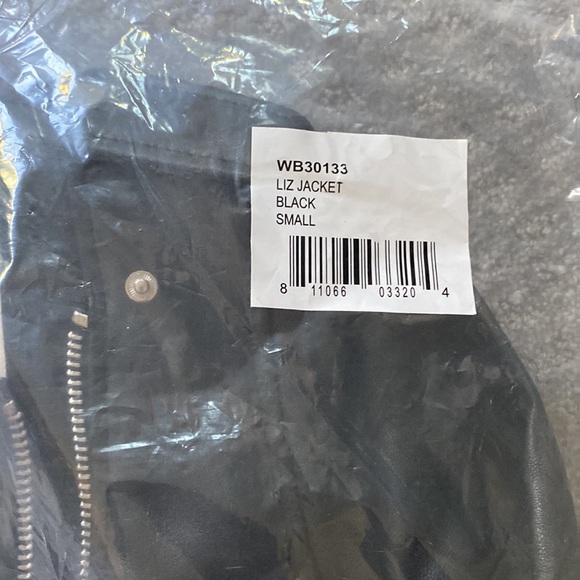 WB30133
LIZ JACKET
BLACK
SMALL
8 11066 03320 4